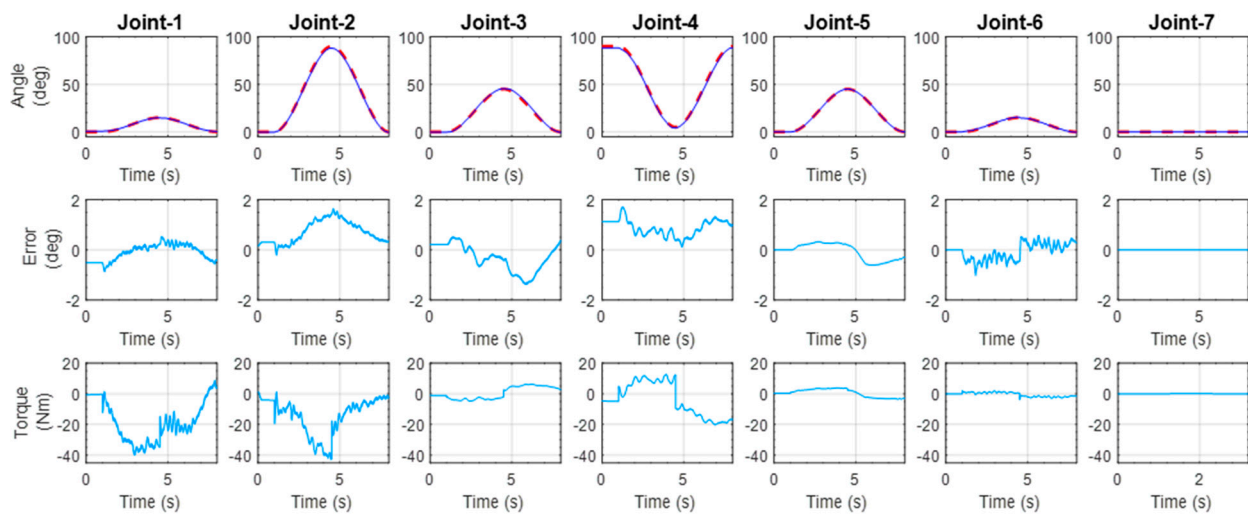 Joint-1 Joint-2 Joint-3 Joint-4 Joint-5 Joint-6 Joint-7
Angle
(deg)
100 100 100 100 100 100 100
50 50 50 50 50 50 50
0 0 0 0 0 0 0
0 5 0 5 0 5 0 5 0 5 0 5 0 5
Time (s) Time (s) Time (s) Time (s) Time (s) Time (s) Time (s)
Error
(deg)
2 2 2 2 2 2 2
0 0 0 0 0 0 0
-2 -2 -2 -2 -2 -2 -2
0 5 0 5 0 5 0 5 0 5 0 5 0 5
Time (s) Time (s) Time (s) Time (s) Time (s) Time (s) Time (s)
Torque
(Nm)
20 20 20 20 20 20 20
0 0 0 0 0 0 0
-20 -20 -20 -20 -20 -20 -20
-40 -40 -40 -40 -40 -40 -40
0 5 0 5 0 5 0 5 0 5 0 5 0 2
Time (s) Time (s) Time (s) Time (s) Time (s) Time (s) Time (s)